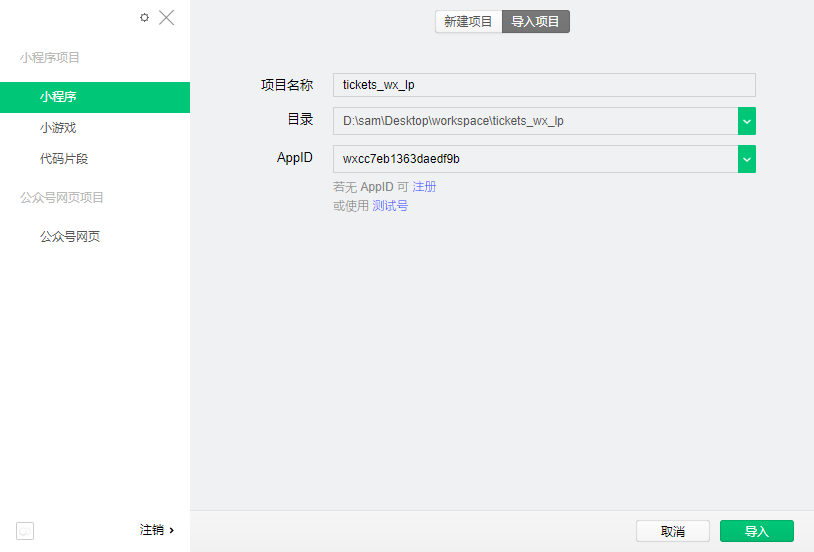 小程序项目
小程序
小游戏
代码片段
公众号网页项目
公众号网页
注销
新建项目 导入项目
项目名称 tickets_wx_lp
目录 D:\sam\Desktop\workspace\tickets_wx_lp
AppID wxcc7eb1363daedf9b
若无 AppID 可 注册
或使用 测试号
取消 导入